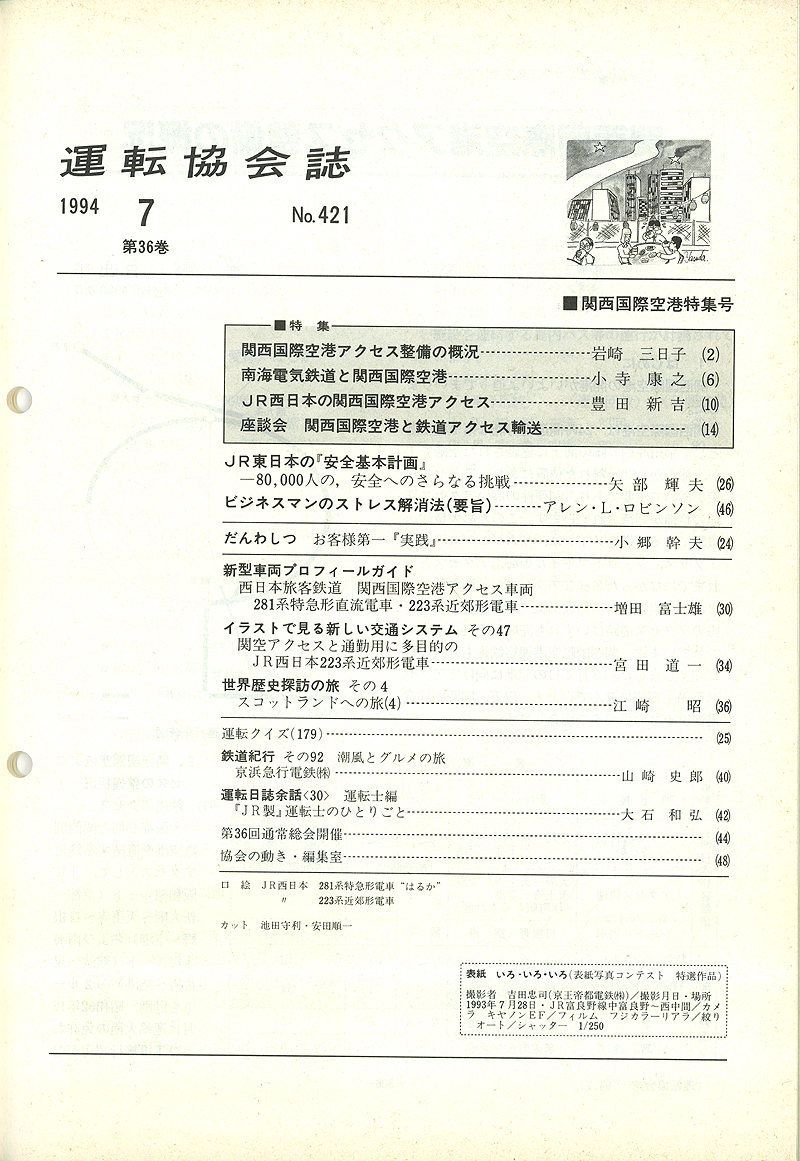 運転協会誌
1994 7 No.421
第36巻
Yasuda.
■関西国際空港特集号
■特集
関西国際空港アクセス整備の概況 岩崎 三日子 (2)
南海電気鉄道と関西国際空港 小寺 康之 (6)
JR西日本の関西国際空港アクセス 豊田 新吉 (10)
座談会 関西国際空港と鉄道アクセス輸送 (14)
JR東日本の『安全基本計画』
―80,000人の,安全へのさらなる挑戦 矢部 輝夫 (26)
ビジネスマンのストレス解消法(要旨) アレン・L・ロビンソン (46)
だんわしつ お客様第一『実践』 小郷 幹夫 (24)
新型車両プロフィールガイド
西日本旅客鉄道 関西国際空港アクセス車両
281系特急形直流電車・223系近郊形電車 増田 富士雄 (30)
イラストで見る新しい交通システム その47
関空アクセスと通勤用に多目的の
JR西日本223系近郊形電車 宮田 道一 (34)
世界歴史探訪の旅 その4
スコットランドへの旅(4) 江崎 昭 (36)
運転クイズ(179) (25)
鉄道紀行 その92 潮風とグルメの旅
京浜急行電鉄㈱ 山崎 史郎 (40)
運転日誌余話〈30〉 運転士編
『JR製』運転士のひとりごと 大石 和弘 (42)
第36回通常総会開催 (44)
協会の動き・編集室 (48)
口絵 JR西日本 281系特急形電車“はるか”
〃 223系近郊形電車
カット 池田守利・安田順一
表紙 いろ・いろ・いろ(表紙写真コンテスト 特選作品)
撮影者 吉田忠司(京王帝都電鉄㈱)/撮影月日・場所
1993年7月28日・JR富良野線中富良野〜西中間/カメ
ラ キヤノンEF/フィルム フジカラーリアラ/絞り
オート/シャッター 1/250